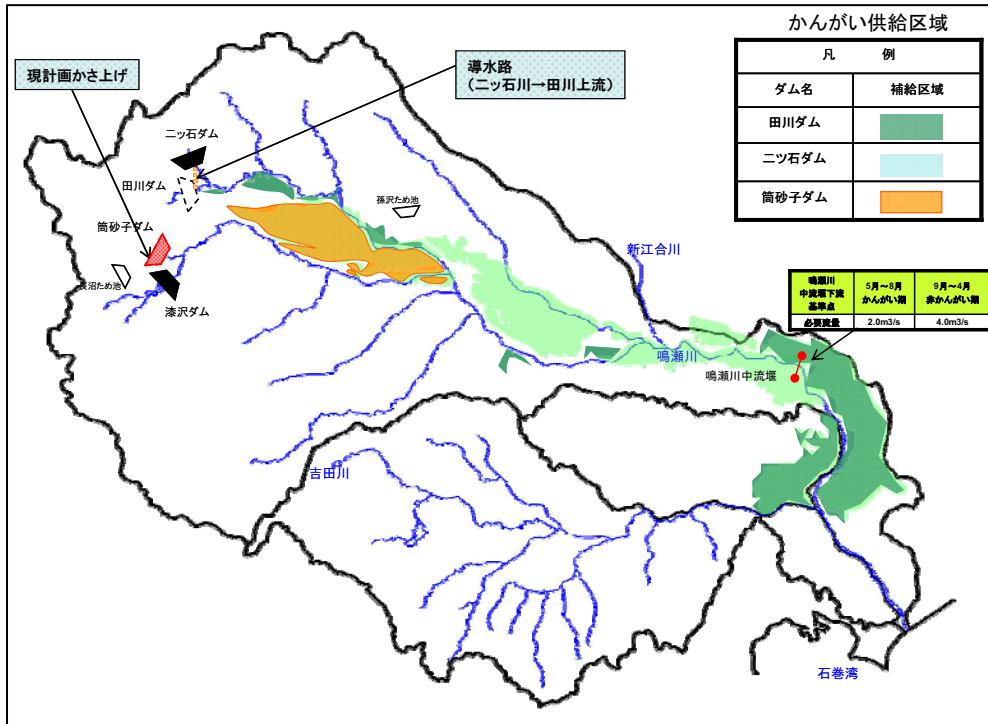 かんがい供給区域
凡 例
ダム名 補給区域
田川ダム
二ツ石ダム
筒砂子ダム
現計画かさ上げ
導水路
(二ッ石川→田川上流)
二ッ石ダム
田川ダム
筒砂子ダム
漆沢ダム
孫沢ため池
新江合川
鳴瀬川
中流堰下流
基準点
5月~8月
かんがい期
9月~4月
非かんがい期
必要流量 2.0m3/s 4.0m3/s
鳴瀬川
鳴瀬川中流堰
吉田川
石巻湾